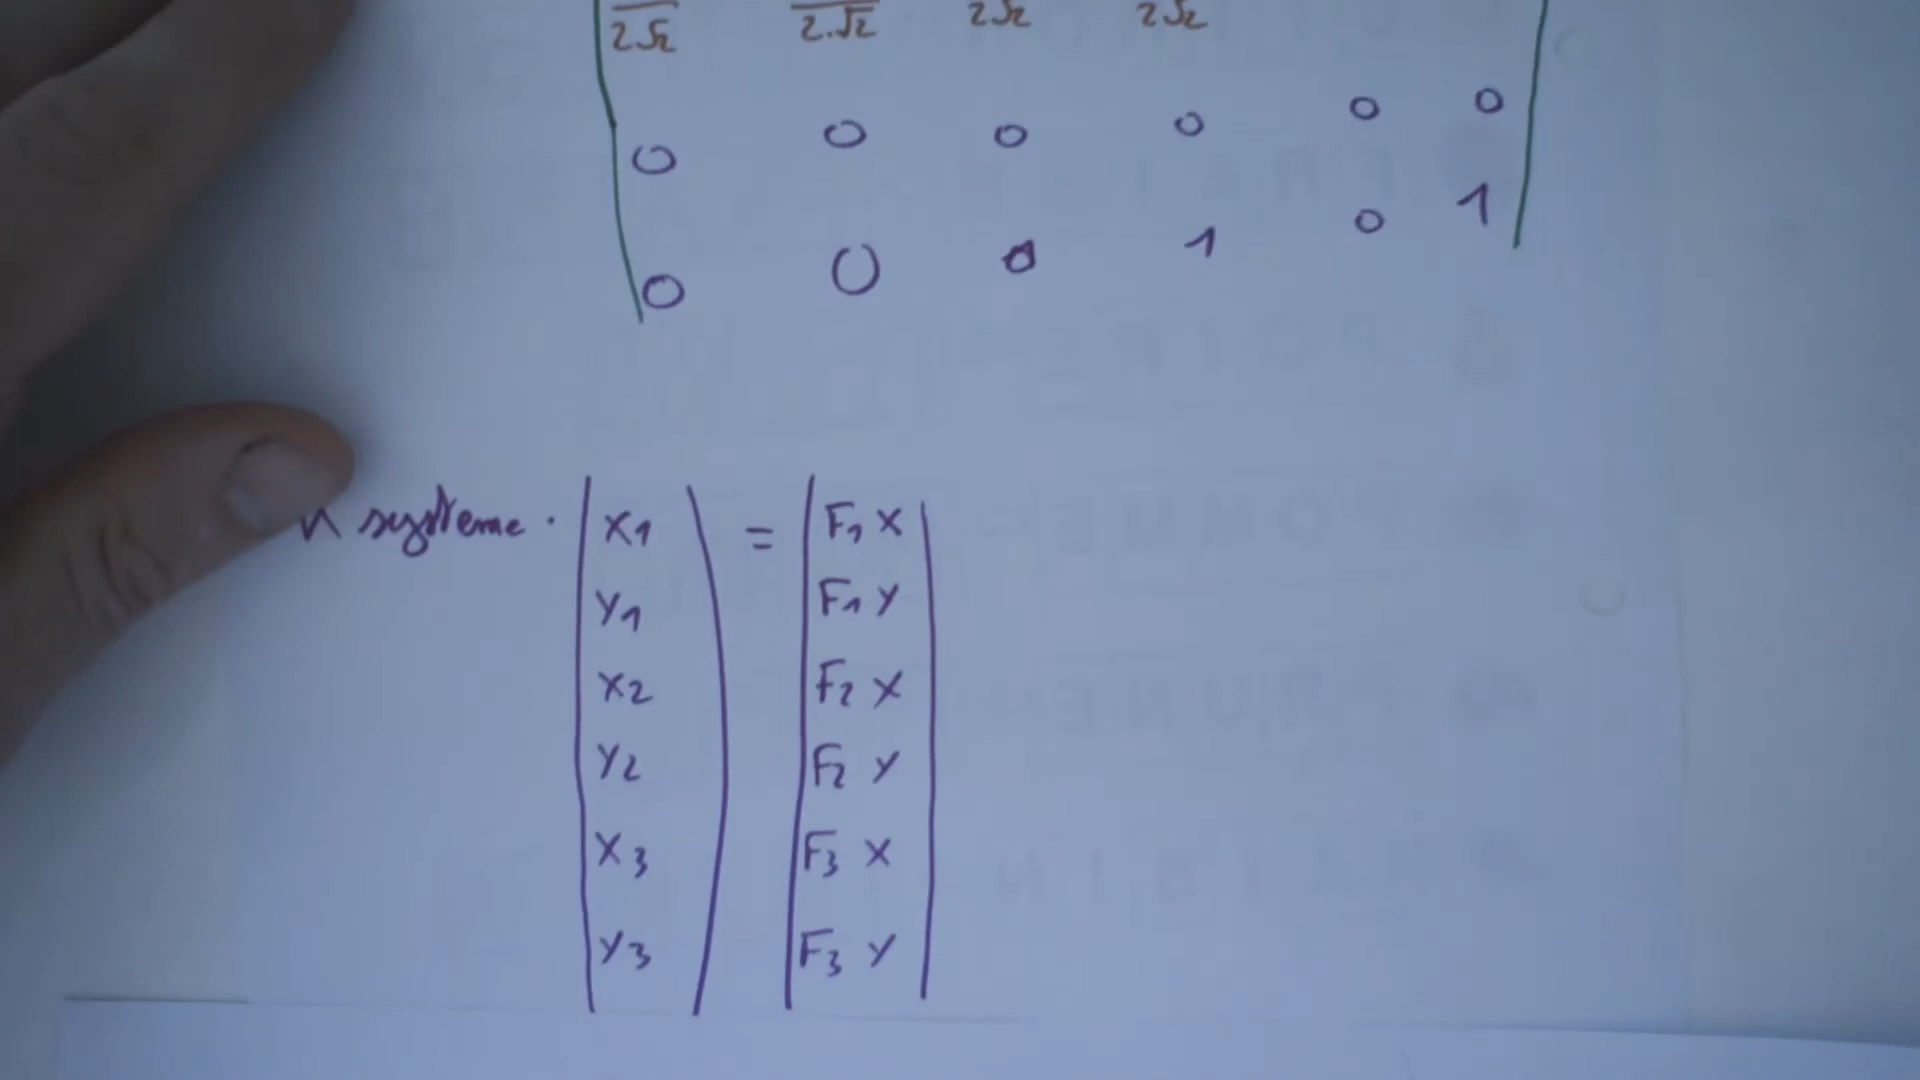 2√2 2.√2 2√2 2√2
0 0 0 0 0 0
0 0 0 1 0 1
système · X1 = F1 X
Y1 F1 Y
X2 F2 X
Y2 F2 Y
X3 F3 X
Y3 F3 Y